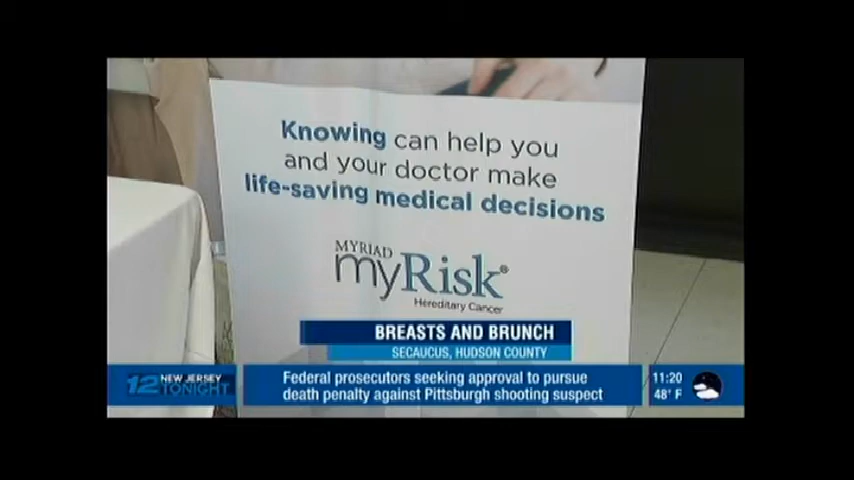 Knowing can help you
and your doctor make
life-saving medical decisions
MYRIAD
myRisk®
Hereditary Cancer
BREASTS AND BRUNCH
SECAUCUS, HUDSON COUNTY
12 NEW JERSEY
TONIGHT
Federal prosecutors seeking approval to pursue
death penalty against Pittsburgh shooting suspect
11:20
48° F